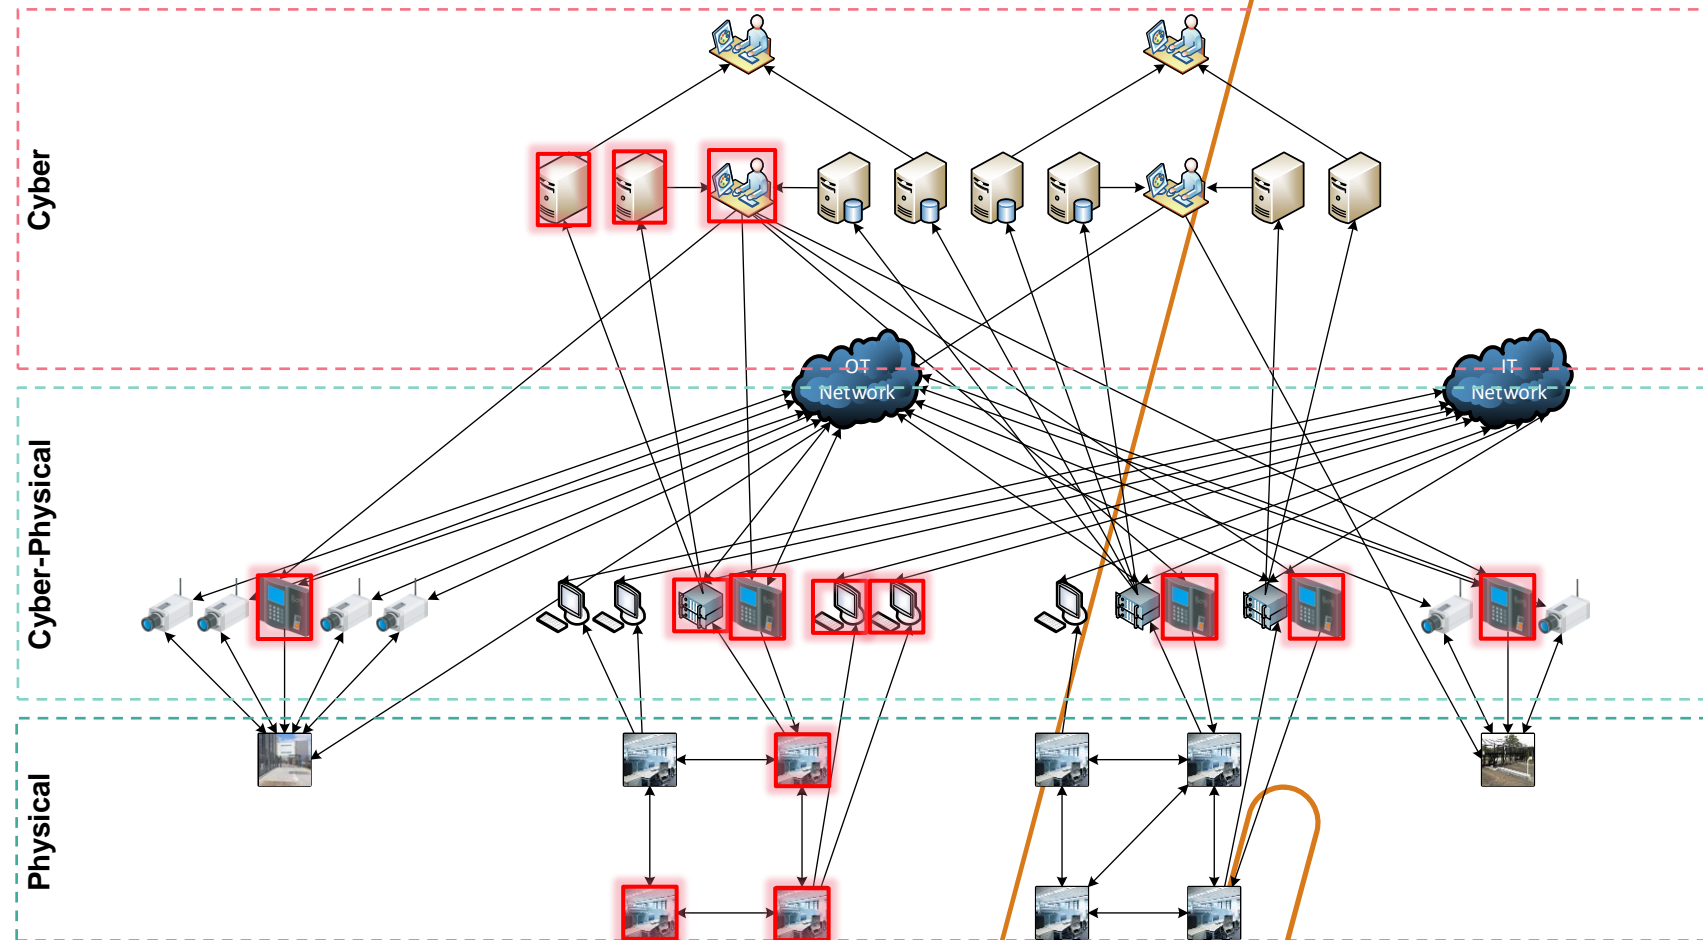 Cyber
OT
Network
IT
Network
Cyber-Physical
Physical